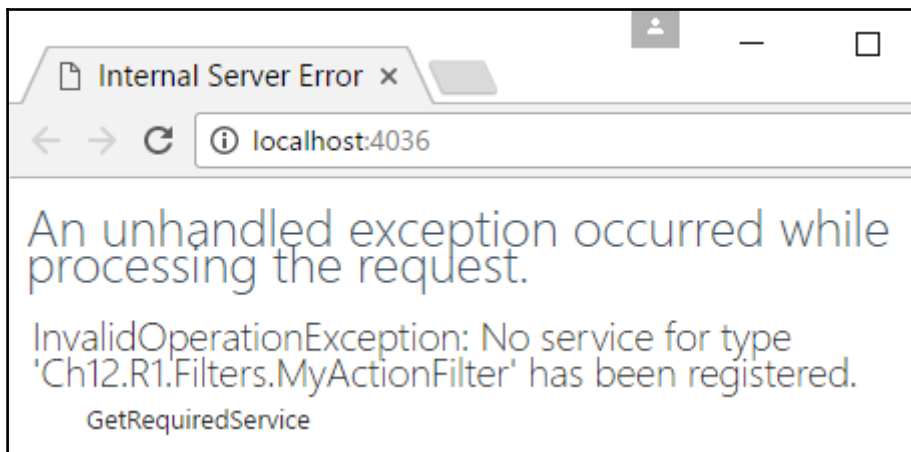 Internal Server Error
localhost:4036
An unhandled exception occurred while
processing the request.
InvalidOperationException: No service for type
'Ch12.R1.Filters.MyActionFilter' has been registered.
GetRequiredService